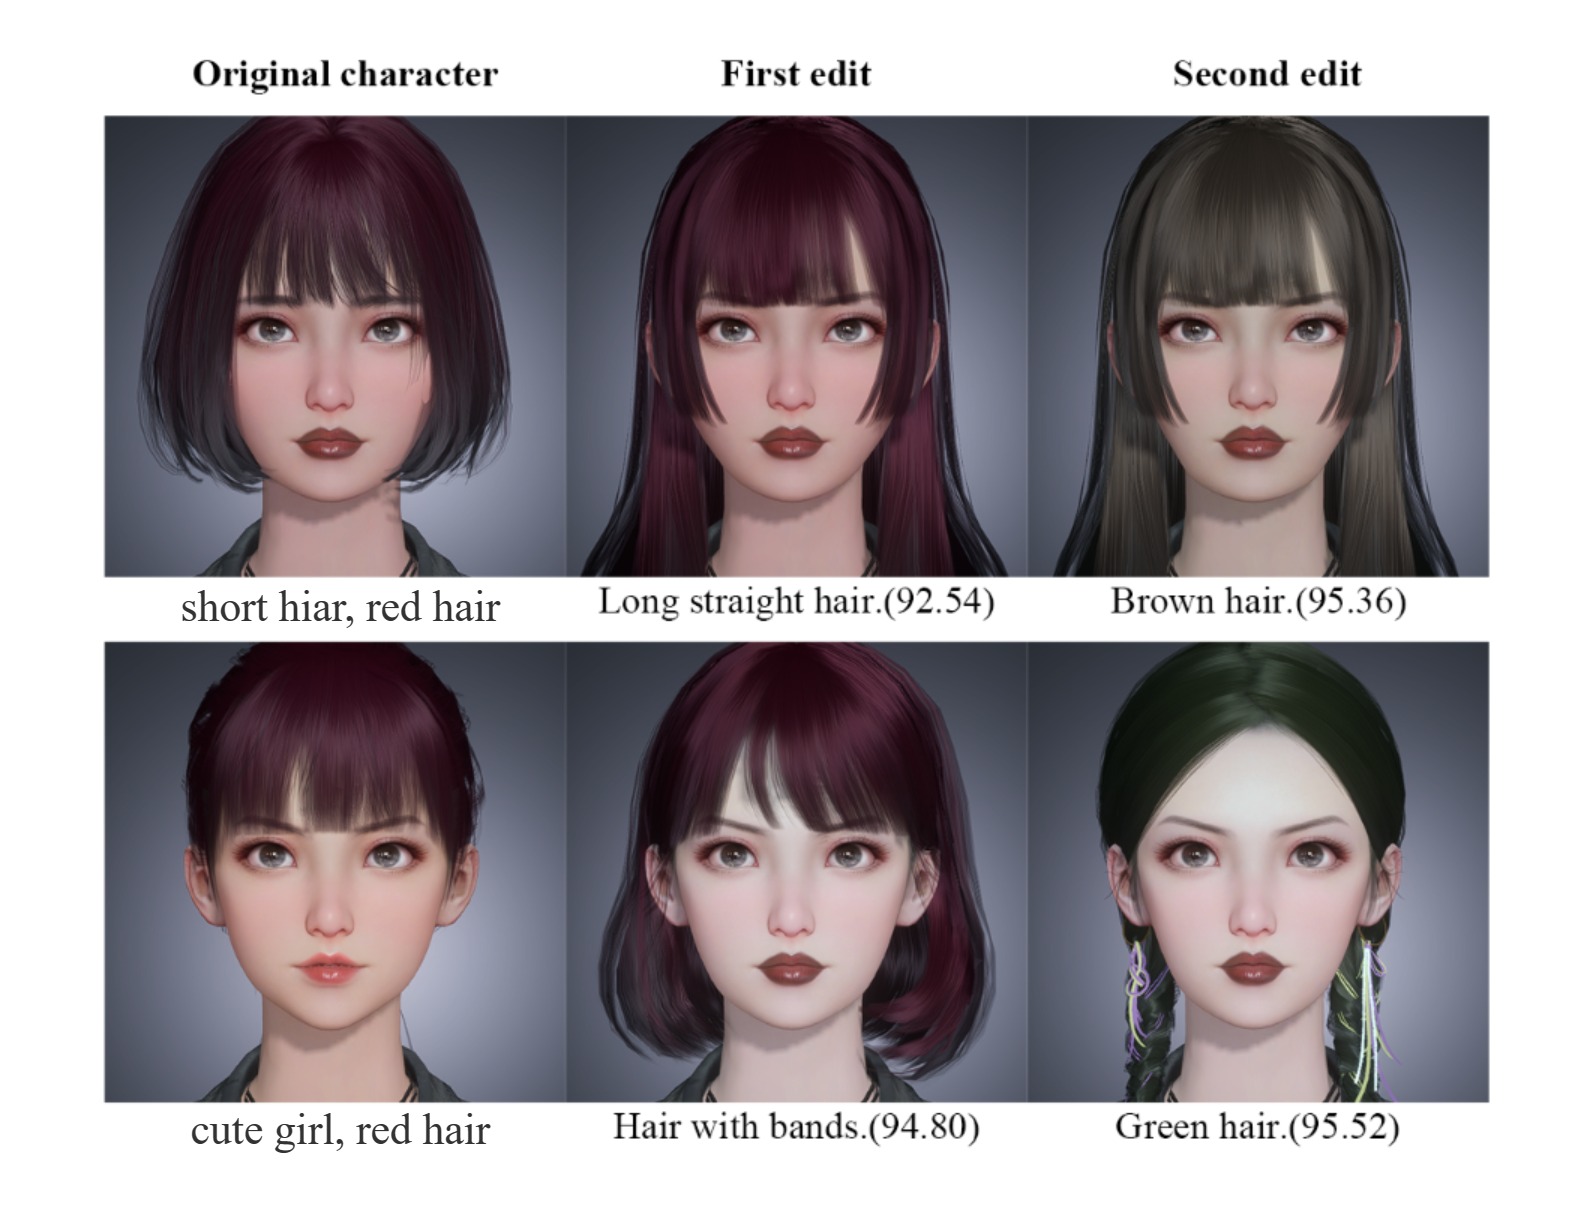 Original character
First edit
Second edit
short hiar, red hair
Long straight hair.(92.54)
Brown hair.(95.36)
cute girl, red hair
Hair with bands.(94.80)
Green hair.(95.52)